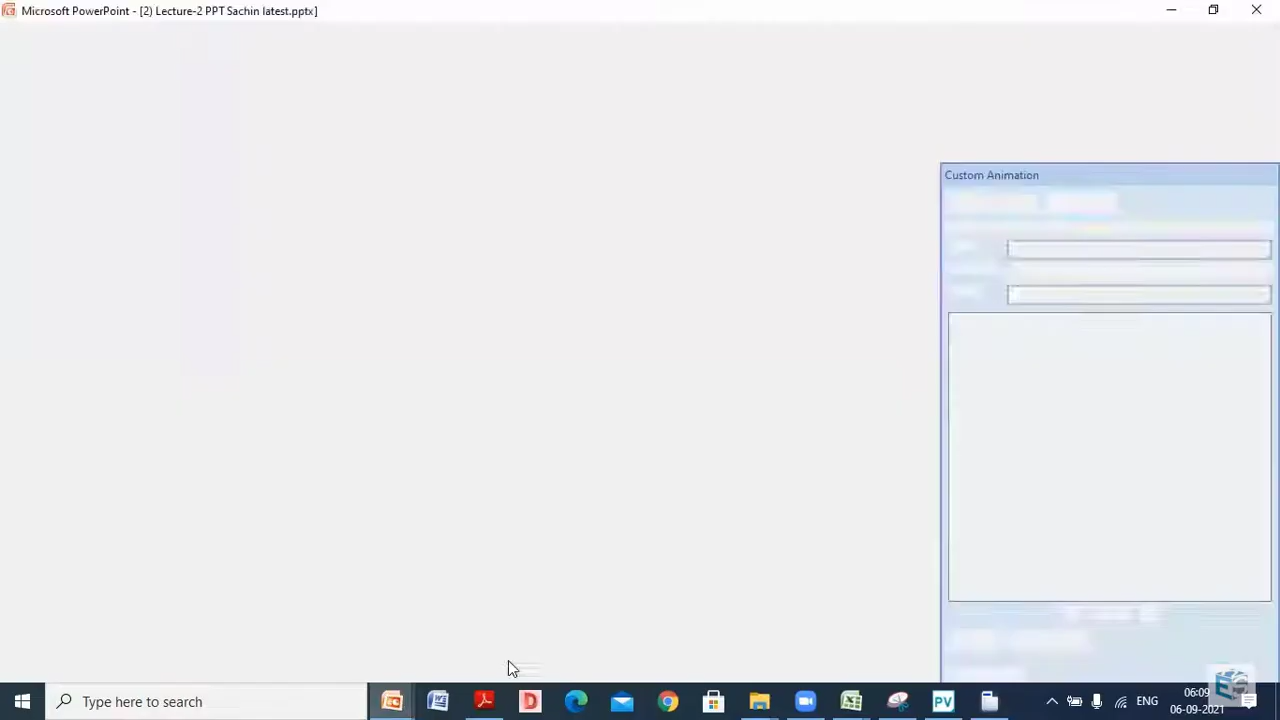 Microsoft PowerPoint - [2) Lecture-2 PPT Sachin latest.pptx]
Custom Animation
Type here to search
D
PV
ENG
06:09
06-09-2021